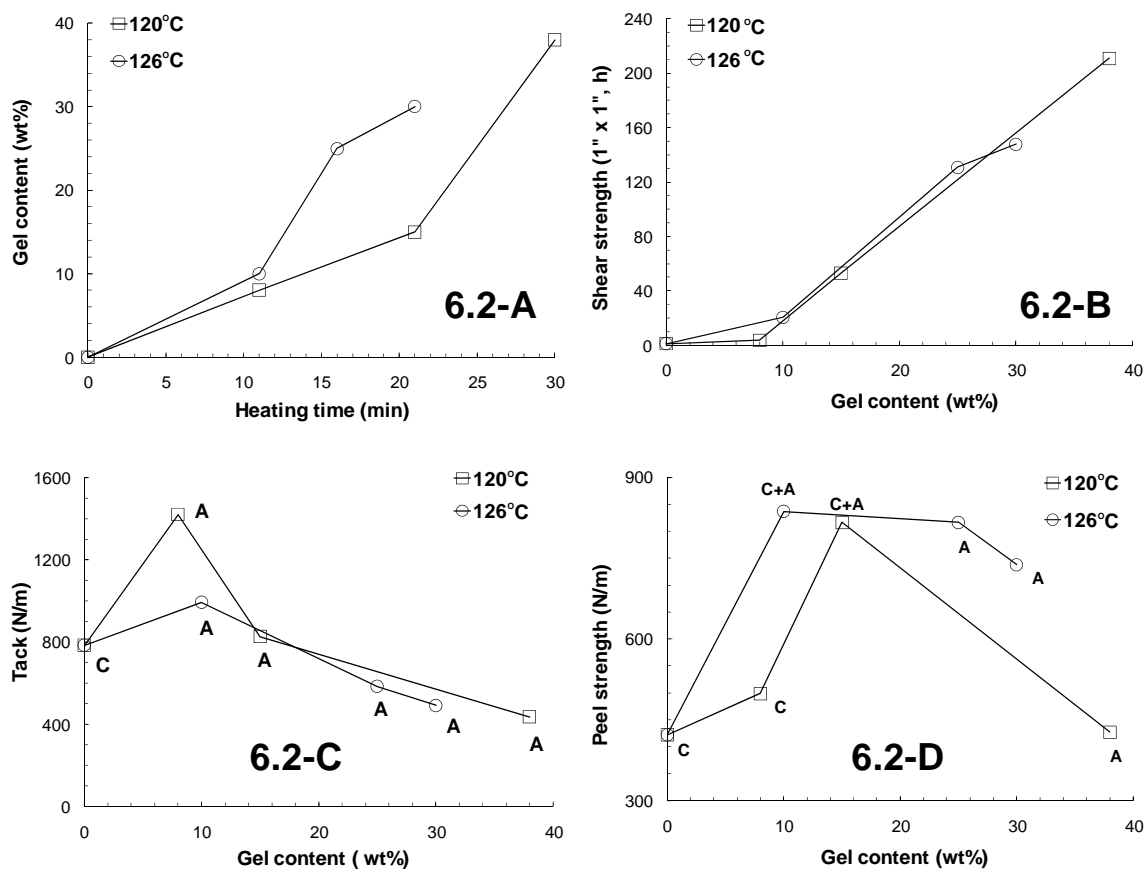 120°C
126°C
Gel content (wt%)
40
30
20
10
0
0 5 10 15 20 25 30
Heating time (min)
6.2-A
120 °C
126 °C
Shear strength (1" x 1", h)
240
200
160
120
80
40
0
0 10 20 30 40
Gel content (wt%)
6.2-B
120°C
126°C
Tack (N/m)
1600
1200
800
400
0
A
C
A
A
A
A
A
0 10 20 30 40
Gel content ( wt%)
6.2-C
120°C
126°C
Peel strength (N/m)
900
600
300
C+A
C+A
A
A
C
C
A
0 10 20 30 40
Gel content (wt%)
6.2-D